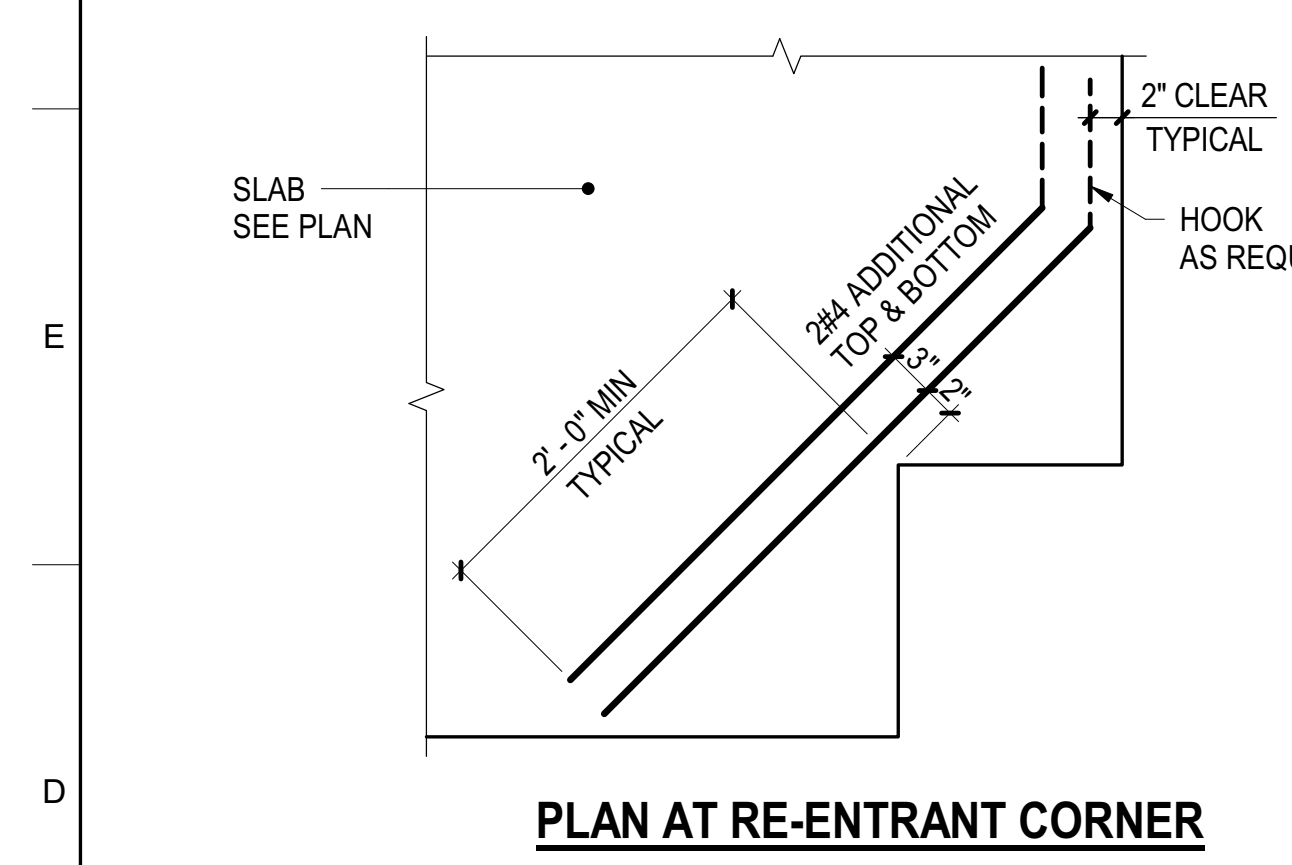 2" CLEAR
TYPICAL
SLAB
SEE PLAN
HOOK
AS
2#4 ADDITIONAL
TOP & BOTTOM
3"
2"
2' - 0" MIN
TYPICAL
E
D
PLAN AT RE-ENTRANT CORNER